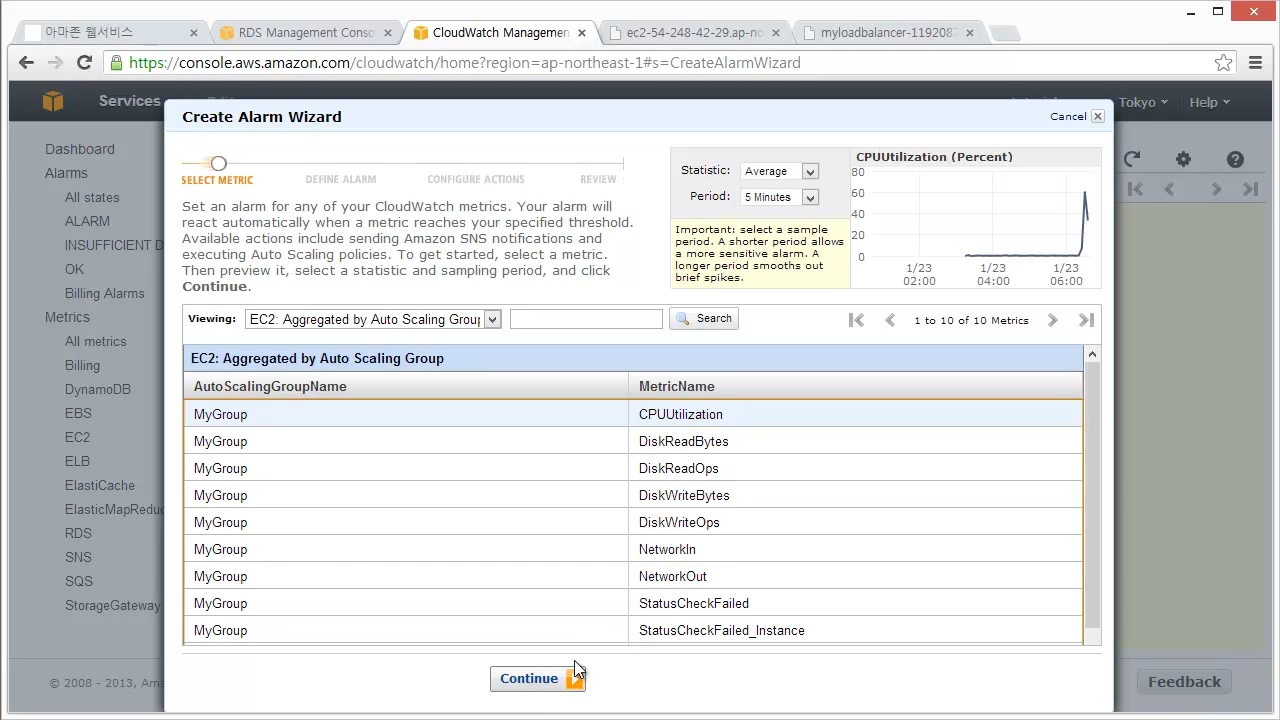 아마존 웹서비스
RDS Management Conso
CloudWatch Managemen
ec2-54-248-42-29.ap-no
myloadbalancer-1192087
https://console.aws.amazon.com/cloudwatch/home?region=ap-northeast-1#s=CreateAlarmWizard
Services
Tokyo
Help
Dashboard
Alarms
All states
ALARM
INSUFFICIENT D
OK
Billing Alarms
Metrics
All metrics
Billing
DynamoDB
EBS
EC2
ELB
ElastiCache
ElasticMapReduc
RDS
SNS
SQS
StorageGateway
© 2008 - 2013, Ama
Feedback
Create Alarm Wizard
Cancel
SELECT METRIC
DEFINE ALARM
CONFIGURE ACTIONS
REVIEW
Set an alarm for any of your CloudWatch metrics. Your alarm will
react automatically when a metric reaches your specified threshold.
Available actions include sending Amazon SNS notifications and
executing Auto Scaling policies. To get started, select a metric.
Then preview it, select a statistic and sampling period, and click
Continue.
Statistic: Average
Period: 5 Minutes
Important: select a sample
period. A shorter period allows
a more sensitive alarm. A
longer period smooths out
brief spikes.
CPUUtilization (Percent)
80
60
40
20
0
1/23 1/23 1/23
02:00 04:00 06:00
Viewing: EC2: Aggregated by Auto Scaling Group
Search
1 to 10 of 10 Metrics
EC2: Aggregated by Auto Scaling Group
AutoScalingGroupName MetricName
MyGroup CPUUtilization
MyGroup DiskReadBytes
MyGroup DiskReadOps
MyGroup DiskWriteBytes
MyGroup DiskWriteOps
MyGroup NetworkIn
MyGroup NetworkOut
MyGroup StatusCheckFailed
MyGroup StatusCheckFailed_Instance
Continue